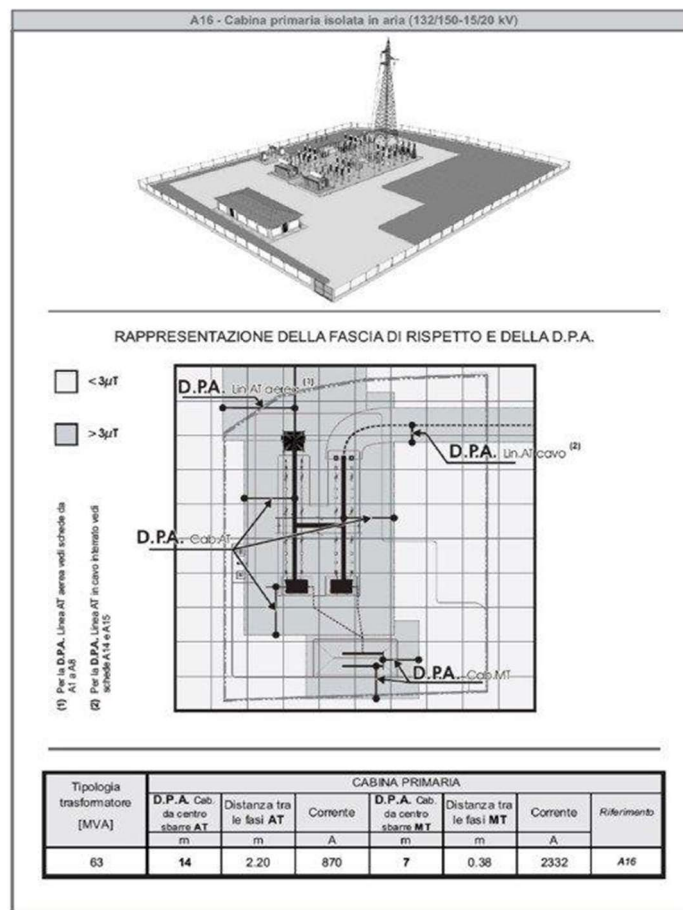 A16 - Cabina primaria isolata in aria (132/150-15/20 kV)
RAPPRESENTAZIONE DELLA FASCIA DI RISPETTO E DELLA D.P.A.
< 3µT
> 3µT
D.P.A. Lin.AT aerea (1)
D.P.A. Lin.AT cavo (2)
D.P.A. Cab.AT
D.P.A. Cab.MT
(1) Per la D.P.A. Linea AT aerea vedi schede da
A1 a A8
(2) Per la D.P.A. Linea AT in cavo interrato vedi
schede A14 e A15
Tipologia
trasformatore
[MVA]
CABINA PRIMARIA
D.P.A. Cab.
da centro
sbarre AT
Distanza tra
le fasi AT
Corrente
D.P.A. Cab.
da centro
sbarre MT
Distanza tra
le fasi MT
Corrente
Riferimento
m m A m m A
63 14 2.20 870 7 0.38 2332 A16